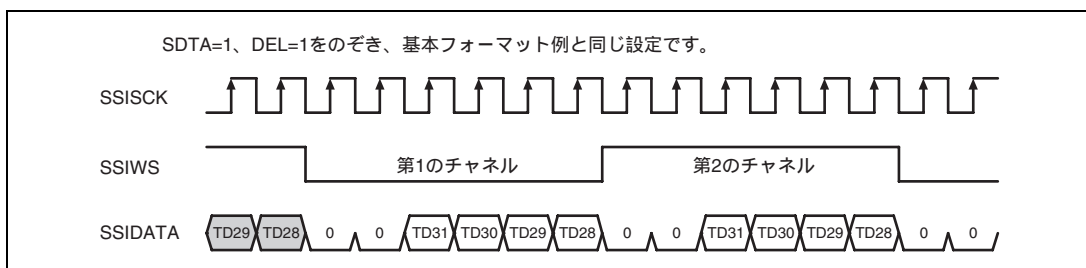 SDTA=1、DEL=1をのぞき、基本フォーマット例と同じ設定です。
SSISCK
SSIWS 第1のチャネル 第2のチャネル
SSIDATA TD29 TD28 0 0 TD31 TD30 TD29 TD28 0 0 TD31 TD30 TD29 TD28 0 0